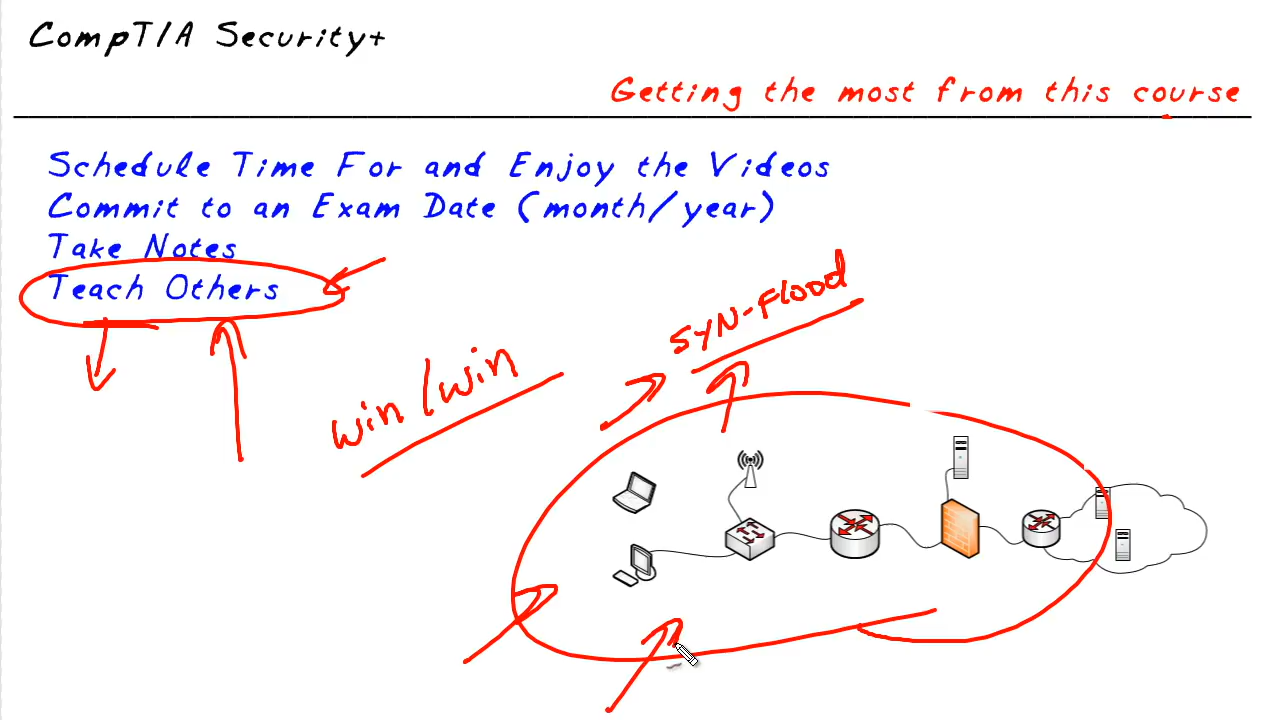 CompTIA Security+
Getting the most from this course
Schedule Time For and Enjoy the Videos
Commit to an Exam Date (month/year)
Take Notes
Teach Others
SYN-Flood
Win/Win